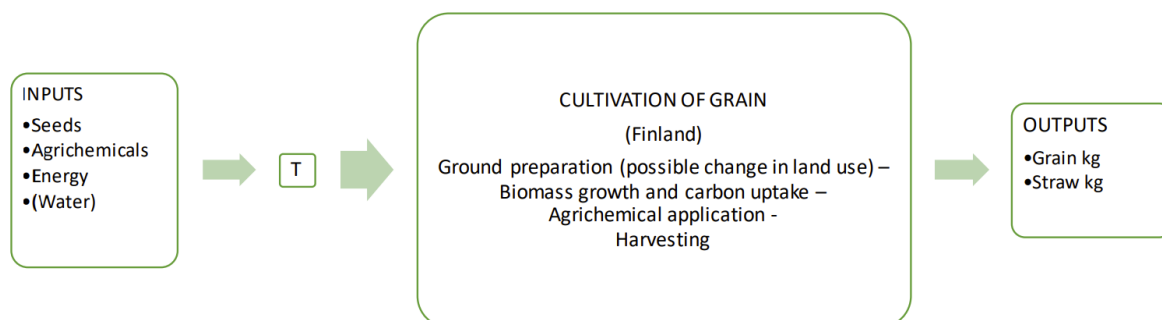 INPUTS
•Seeds
•Agrichemicals
•Energy
•(Water)
T
CULTIVATION OF GRAIN
(Finland)
Ground preparation (possible change in land use) –
Biomass growth and carbon uptake –
Agrichemical application -
Harvesting
OUTPUTS
•Grain kg
•Straw kg